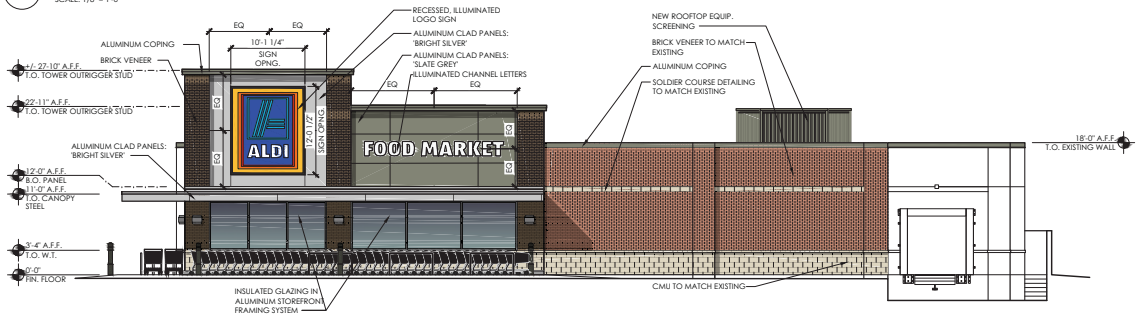 SCALE: 1/8" = 1'-0"
EQ EQ
10'-1 1/4"
SIGN
OPNG.
RECESSED, ILLUMINATED
LOGO SIGN
ALUMINUM CLAD PANELS:
'BRIGHT SILVER'
ALUMINUM CLAD PANELS:
'SLATE GREY'
ILLUMINATED CHANNEL LETTERS
EQ EQ
NEW ROOFTOP EQUIP.
SCREENING
BRICK VENEER TO MATCH
EXISTING
ALUMINUM COPING
SOLDIER COURSE DETAILING
TO MATCH EXISTING
ALUMINUM COPING
+/- 27-10" A.F.F.
BRICK VENEER
T.O. TOWER OUTRIGGER STUD
22'-11" A.F.F.
T.O. TOWER OUTRIGGER STUD
ALUMINUM CLAD PANELS:
'BRIGHT SILVER'
12'-0" A.F.F.
B.O. PANEL
11'-0" A.F.F.
T.O. CANOPY
STEEL
3'-4" A.F.F.
T.O. W.T.
0'-0"
FIN. FLOOR
EQ
EQ
12'-0 1/2"
SIGN OPNG.
ALDI
FOOD MARKET
EQ
EQ
18'-0" A.F.F.
T.O. EXISTING WALL
INSULATED GLAZING IN
ALUMINUM STOREFRONT
FRAMING SYSTEM
CMU TO MATCH EXISTING